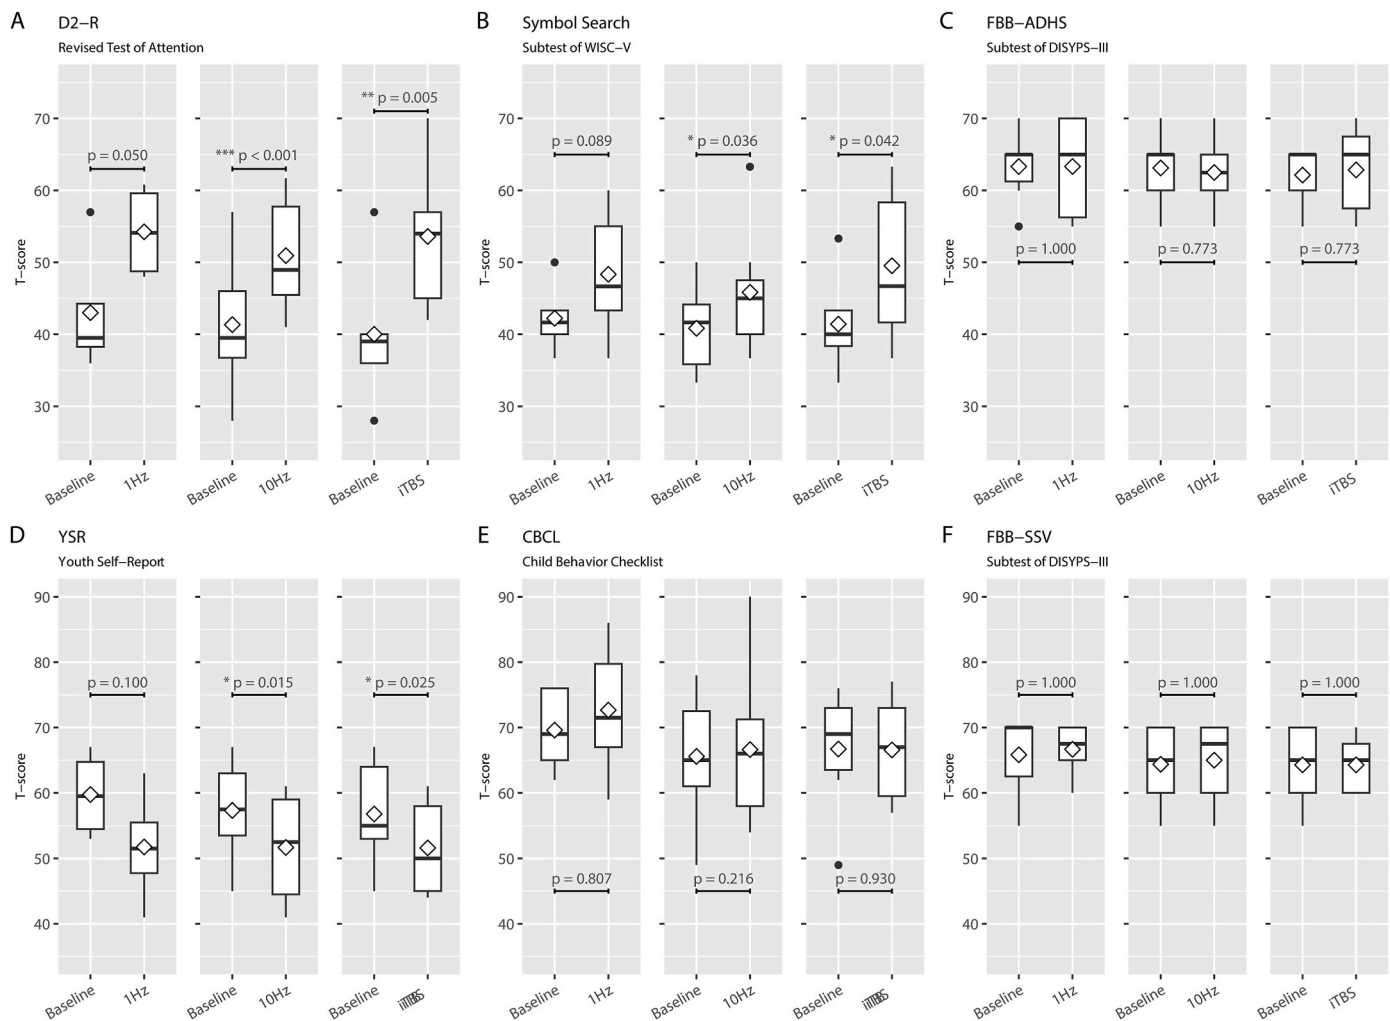 A D2−R
Revised Test of Attention
T−score
70
60
50
40
30
p = 0.050
*** p < 0.001
** p = 0.005
Baseline 1Hz Baseline 10Hz Baseline iTBS
B Symbol Search
Subtest of WISC−V
T−score
70
60
50
40
30
p = 0.089
* p = 0.036
* p = 0.042
Baseline 1Hz Baseline 10Hz Baseline iTBS
C FBB−ADHS
Subtest of DISYPS−III
T−score
70
60
50
40
30
p = 1.000
p = 0.773
p = 0.773
Baseline 1Hz Baseline 10Hz Baseline iTBS
D YSR
Youth Self−Report
T−score
90
80
70
60
50
40
p = 0.100
* p = 0.015
* p = 0.025
Baseline 1Hz Baseline 10Hz Baseline iTBS
E CBCL
Child Behavior Checklist
T−score
90
80
70
60
50
40
p = 0.807
p = 0.216
p = 0.930
Baseline 1Hz Baseline 10Hz Baseline iTBS
F FBB−SSV
Subtest of DISYPS−III
T−score
90
80
70
60
50
40
p = 1.000
p = 1.000
p = 1.000
Baseline 1Hz Baseline 10Hz Baseline iTBS